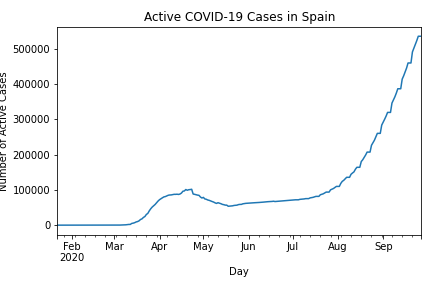 Active COVID-19 Cases in Spain
Number of Active Cases
500000
400000
300000
200000
100000
0
Feb Mar Apr May Jun Jul Aug Sep
2020
Day